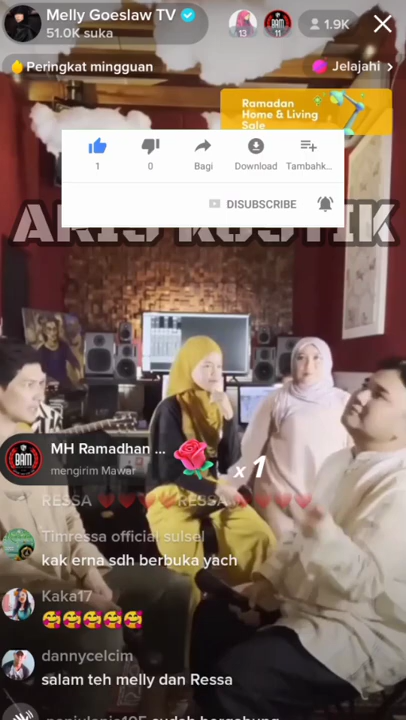 Melly Goeslaw TV
51.0K suka
13
11
1.9K
Peringkat mingguan
Jelajahi >
Ramadan
Home & Living
Sale
1
0
Bagi
Download
Tambahk...
DISUBSCRIBE
MH Ramadhan ...
mengirim Mawar
x 1
BAM
RESSA ❤️❤️❤️❤️RESSA❤️❤️❤️❤️
Timressa official sulsel
kak erna sdh berbuka yach
Kaka17
🥰🥰🥰🥰🥰
dannycelcim
salam teh melly dan Ressa